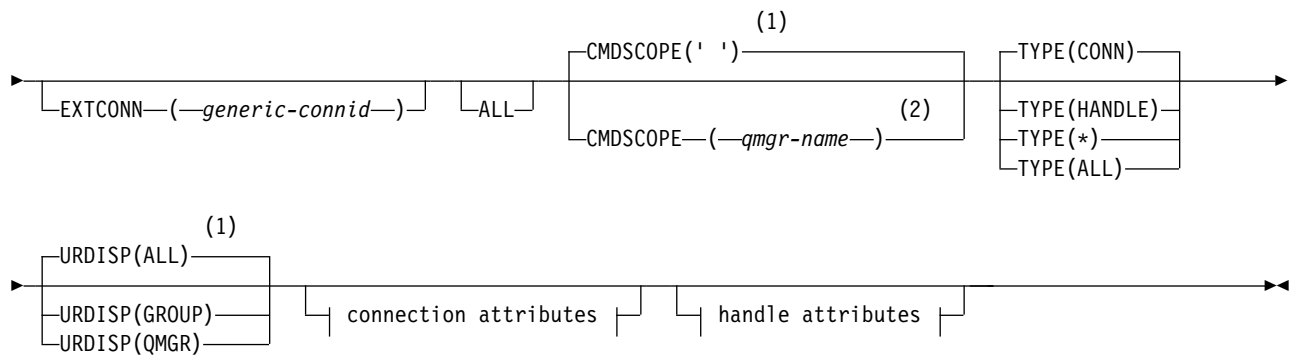 (1)
CMDSCOPE(' ') TYPE(CONN)
EXTCONN ( generic-connid ) ALL (2) TYPE(HANDLE)
CMDSCOPE ( qmgr-name ) TYPE(*)
TYPE(ALL)
(1)
URDISP(ALL)
URDISP(GROUP) connection attributes handle attributes
URDISP(QMGR)